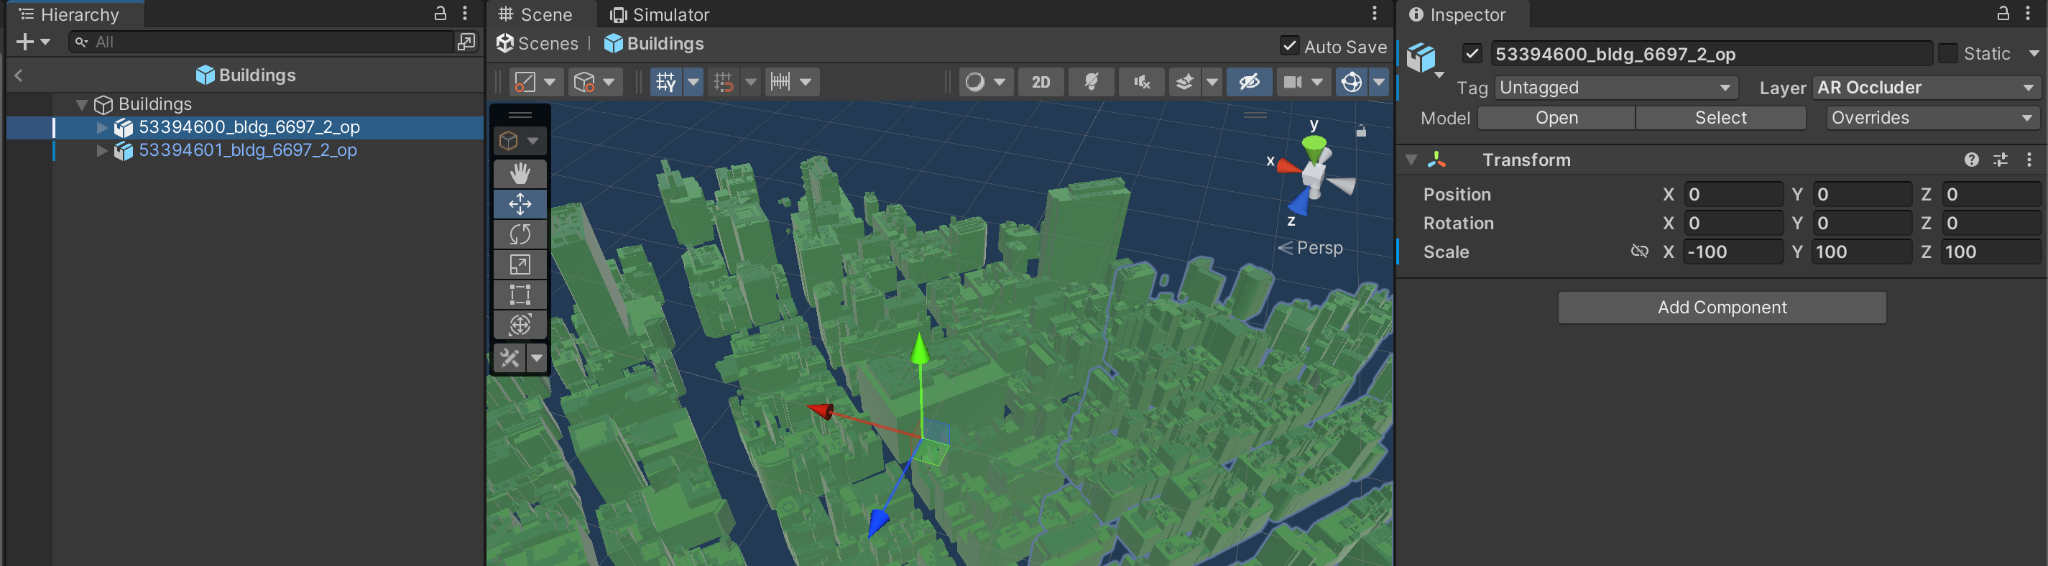 Hierarchy
All
Buildings
Buildings
53394600_bldg_6697_2_op
53394601_bldg_6697_2_op
Scene
Simulator
Scenes | Buildings
Auto Save
2D
y
x
z
Persp
Inspector
53394600_bldg_6697_2_op
Static
Tag Untagged
Layer AR Occluder
Model Open Select Overrides
Transform
Position X 0 Y 0 Z 0
Rotation X 0 Y 0 Z 0
Scale X -100 Y 100 Z 100
Add Component